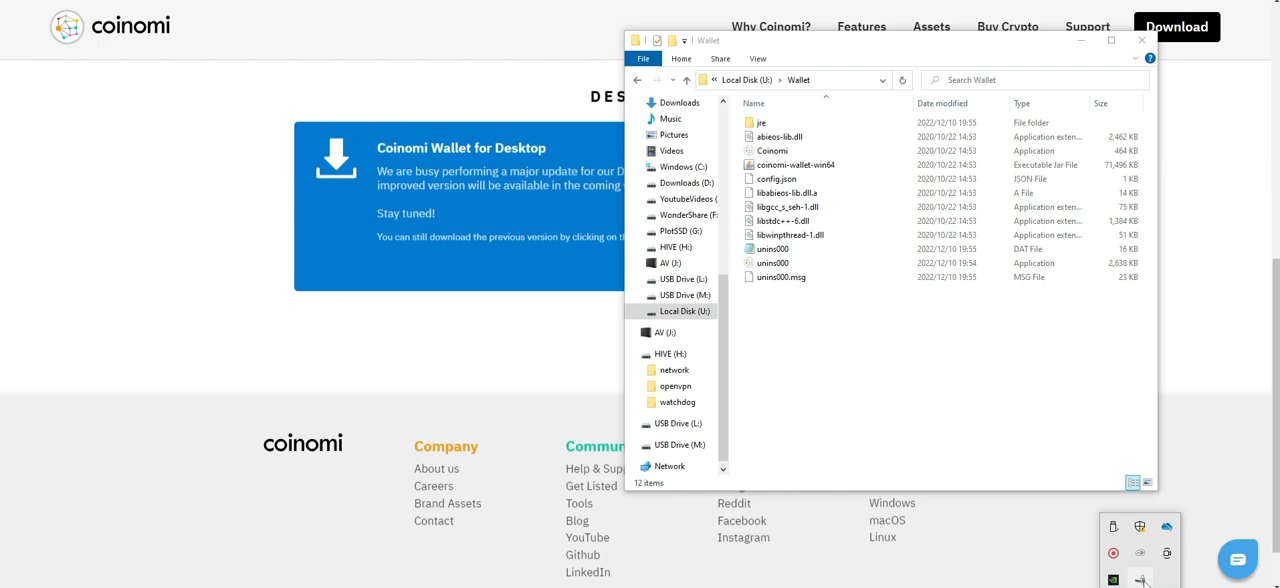 coinomi
Why Coinomi? Features Assets Buy Crypto Support Download
DES
Coinomi Wallet for Desktop
We are busy performing a major update for our D
improved version will be available in the coming
Stay tuned!
You can still download the previous version by clicking on th
Wallet
File Home Share View
« Local Disk (U:) › Wallet
Search Wallet
Name Date modified Type Size
Downloads
Music
Pictures
Videos
Windows (C:)
Downloads (D:)
YoutubeVideos (
WonderShare (F:
PlotSSD (G:)
HIVE (H:)
AV (J:)
USB Drive (L:)
USB Drive (M:)
Local Disk (U:)
AV (J:)
HIVE (H:)
network
openvpn
watchdog
USB Drive (L:)
USB Drive (M:)
Network
jre 2022/12/10 19:55 File folder
abieos-lib.dll 2020/10/22 14:53 Application exten... 2,462 KB
Coinomi 2020/10/22 14:53 Application 464 KB
coinomi-wallet-win64 2020/10/22 14:53 Executable Jar File 71,496 KB
config.json 2020/10/22 14:53 JSON File 1 KB
libabieos-lib.dll.a 2020/10/22 14:53 A File 14 KB
libgcc_s_seh-1.dll 2020/10/22 14:53 Application exten... 75 KB
libstdc++-6.dll 2020/10/22 14:53 Application exten... 1,384 KB
libwinpthread-1.dll 2020/10/22 14:53 Application exten... 51 KB
unins000 2022/12/10 19:55 DAT File 16 KB
unins000 2022/12/10 19:54 Application 2,638 KB
unins000.msg 2022/12/10 19:55 MSG File 23 KB
12 items
coinomi
Company
About us
Careers
Brand Assets
Contact
Commun
Help & Supp
Get Listed
Tools
Blog
YouTube
Github
LinkedIn
Reddit
Facebook
Instagram
Windows
macOS
Linux